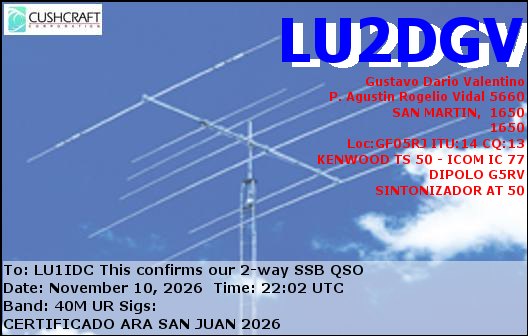 CUSHCRAFT
CORPORATION
LU2DGV
Gustavo Dario Valentino
P. Agustin Rogelio Vidal 5660
SAN MARTIN,  1650
1650
Loc:GF05RJ ITU:14 CQ:13
KENWOOD TS 50 - ICOM IC 77
DIPOLO G5RV
SINTONIZADOR AT 50
To: LU1IDC This confirms our 2-way SSB QSO
Date: November 10, 2026  Time: 22:02 UTC
Band: 40M UR Sigs:
CERTIFICADO ARA SAN JUAN 2026